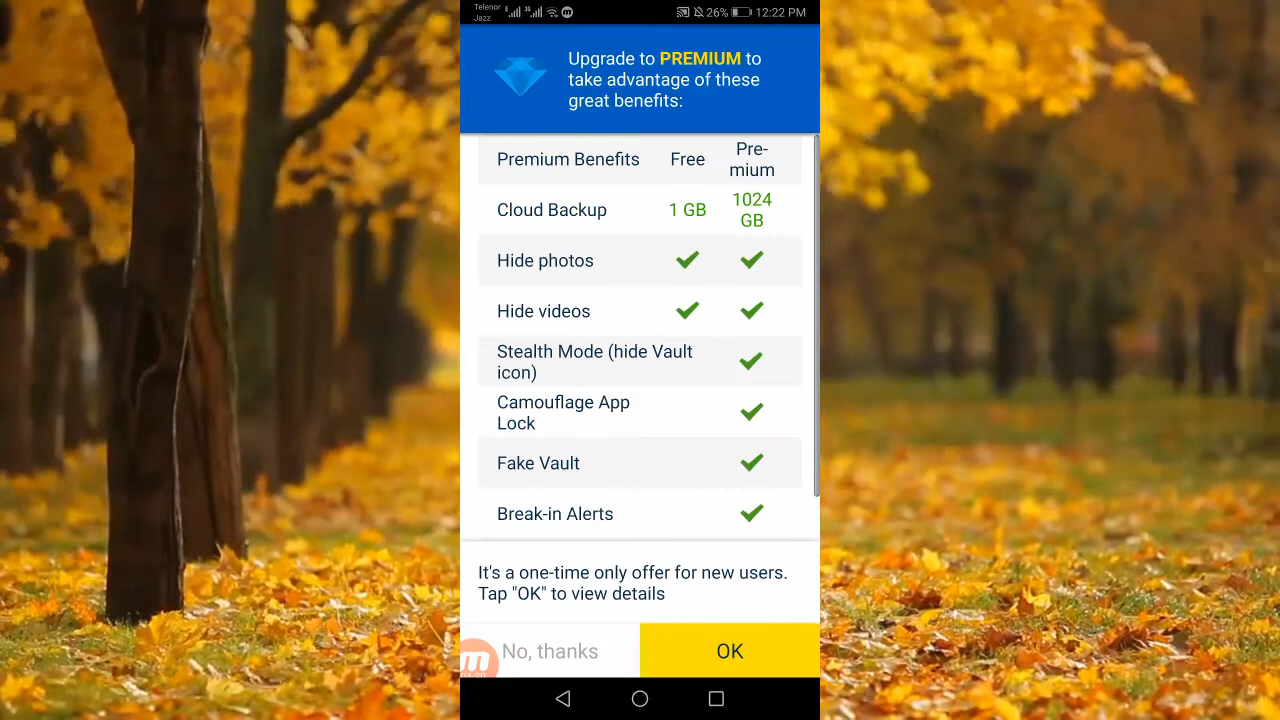 Telenor
Jazz
26% 12:22 PM
Upgrade to PREMIUM to
take advantage of these
great benefits:
Premium Benefits Free Pre-
mium
Cloud Backup 1 GB 1024
GB
Hide photos
Hide videos
Stealth Mode (hide Vault
icon)
Camouflage App
Lock
Fake Vault
Break-in Alerts
It's a one-time only offer for new users.
Tap "OK" to view details
No, thanks OK